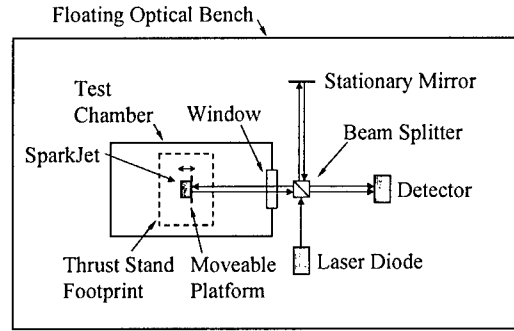 Floating Optical Bench
Test
Chamber
Window
Stationary Mirror
Beam Splitter
SparkJet
Detector
Thrust Stand
Footprint
Moveable
Platform
Laser Diode